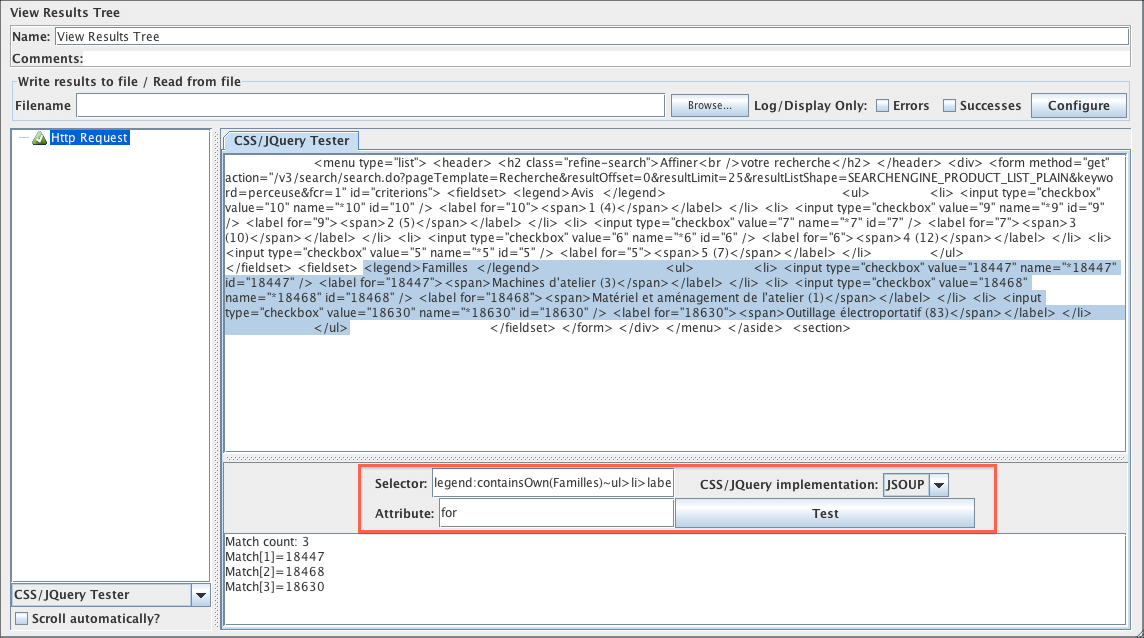 View Results Tree
Name: View Results Tree
Comments:
Write results to file / Read from file
Filename Browse... Log/Display Only: Errors Successes Configure
Http Request
CSS/JQuery Tester
<menu type="list"> <header> <h2 class="refine-search">Affiner<br />votre recherche</h2> </header> <div> <form method="get"
action="/v3/search/search.do?pageTemplate=Recherche&resultOffset=0&resultLimit=25&resultListShape=SEARCHENGINE_PRODUCT_LIST_PLAIN&keywo
rd=perceuse&fcr=1" id="criterions"> <fieldset> <legend>Avis </legend> <ul> <li> <input type="checkbox"
value="10" name="*10" id="10" /> <label for="10"><span>1 (4)</span></label> </li> <li> <input type="checkbox" value="9" name="*9" id="9"
/> <label for="9"><span>2 (5)</span></label> </li> <li> <input type="checkbox" value="7" name="*7" id="7" /> <label for="7"><span>3
(10)</span></label> </li> <li> <input type="checkbox" value="6" name="*6" id="6" /> <label for="6"><span>4 (12)</span></label> </li> <li>
<input type="checkbox" value="5" name="*5" id="5" /> <label for="5"><span>5 (7)</span></label> </li> </ul>
</fieldset> <fieldset> <legend>Familles </legend> <ul> <li> <input type="checkbox" value="18447" name="*18447"
id="18447" /> <label for="18447"><span>Machines d'atelier (3)</span></label> </li> <li> <input type="checkbox" value="18468"
name="*18468" id="18468" /> <label for="18468"><span>Matériel et aménagement de l'atelier (1)</span></label> </li> <li> <input
type="checkbox" value="18630" name="*18630" id="18630" /> <label for="18630"><span>Outillage électroportatif (83)</span></label> </li>
</ul> </fieldset> </form> </div> </menu> </aside> <section>
Selector: legend:containsOwn(Familles)~ul>li>labe CSS/JQuery implementation: JSOUP
Attribute: for Test
Match count: 3
Match[1]=18447
Match[2]=18468
Match[3]=18630
CSS/JQuery Tester
Scroll automatically?